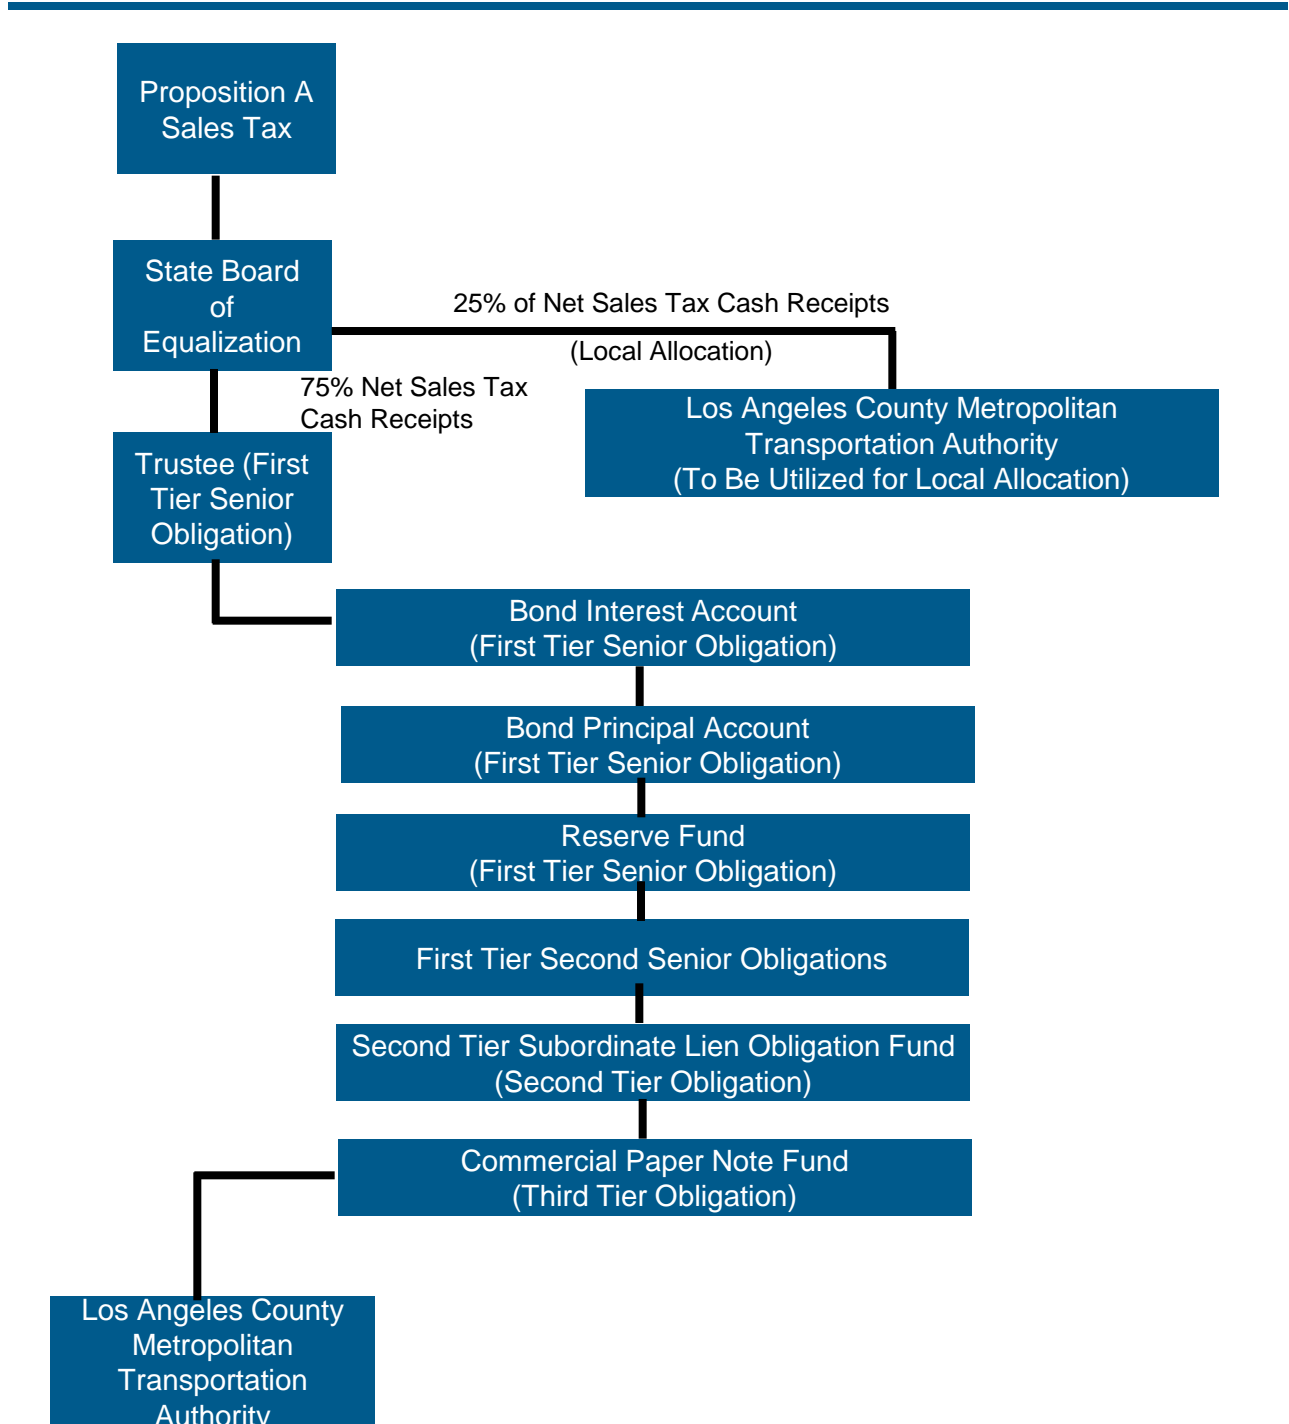 Proposition A
Sales Tax
State Board
of
Equalization
25% of Net Sales Tax Cash Receipts
(Local Allocation)
75% Net Sales Tax
Cash Receipts
Los Angeles County Metropolitan
Transportation Authority
(To Be Utilized for Local Allocation)
Trustee (First
Tier Senior
Obligation)
Bond Interest Account
(First Tier Senior Obligation)
Bond Principal Account
(First Tier Senior Obligation)
Reserve Fund
(First Tier Senior Obligation)
First Tier Second Senior Obligations
Second Tier Subordinate Lien Obligation Fund
(Second Tier Obligation)
Commercial Paper Note Fund
(Third Tier Obligation)
Los Angeles County
Metropolitan
Transportation
Authority